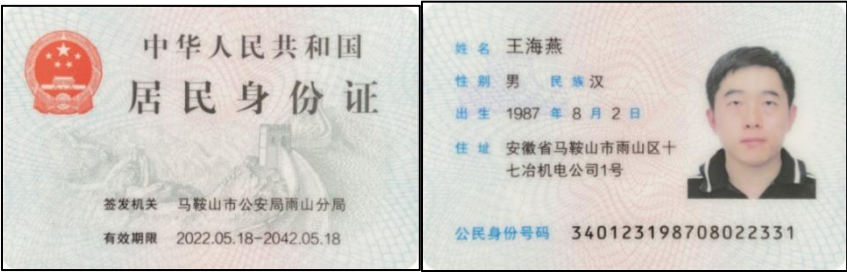 中华人民共和国
居民身份证
签发机关 马鞍山市公安局雨山分局
有效期限 2022.05.18-2042.05.18
姓名 王海燕
性别 男 民族 汉
出生 1987 年 8 月 2 日
住址 安徽省马鞍山市雨山区十
七冶机电公司1号
公民身份号码 340123198708022331